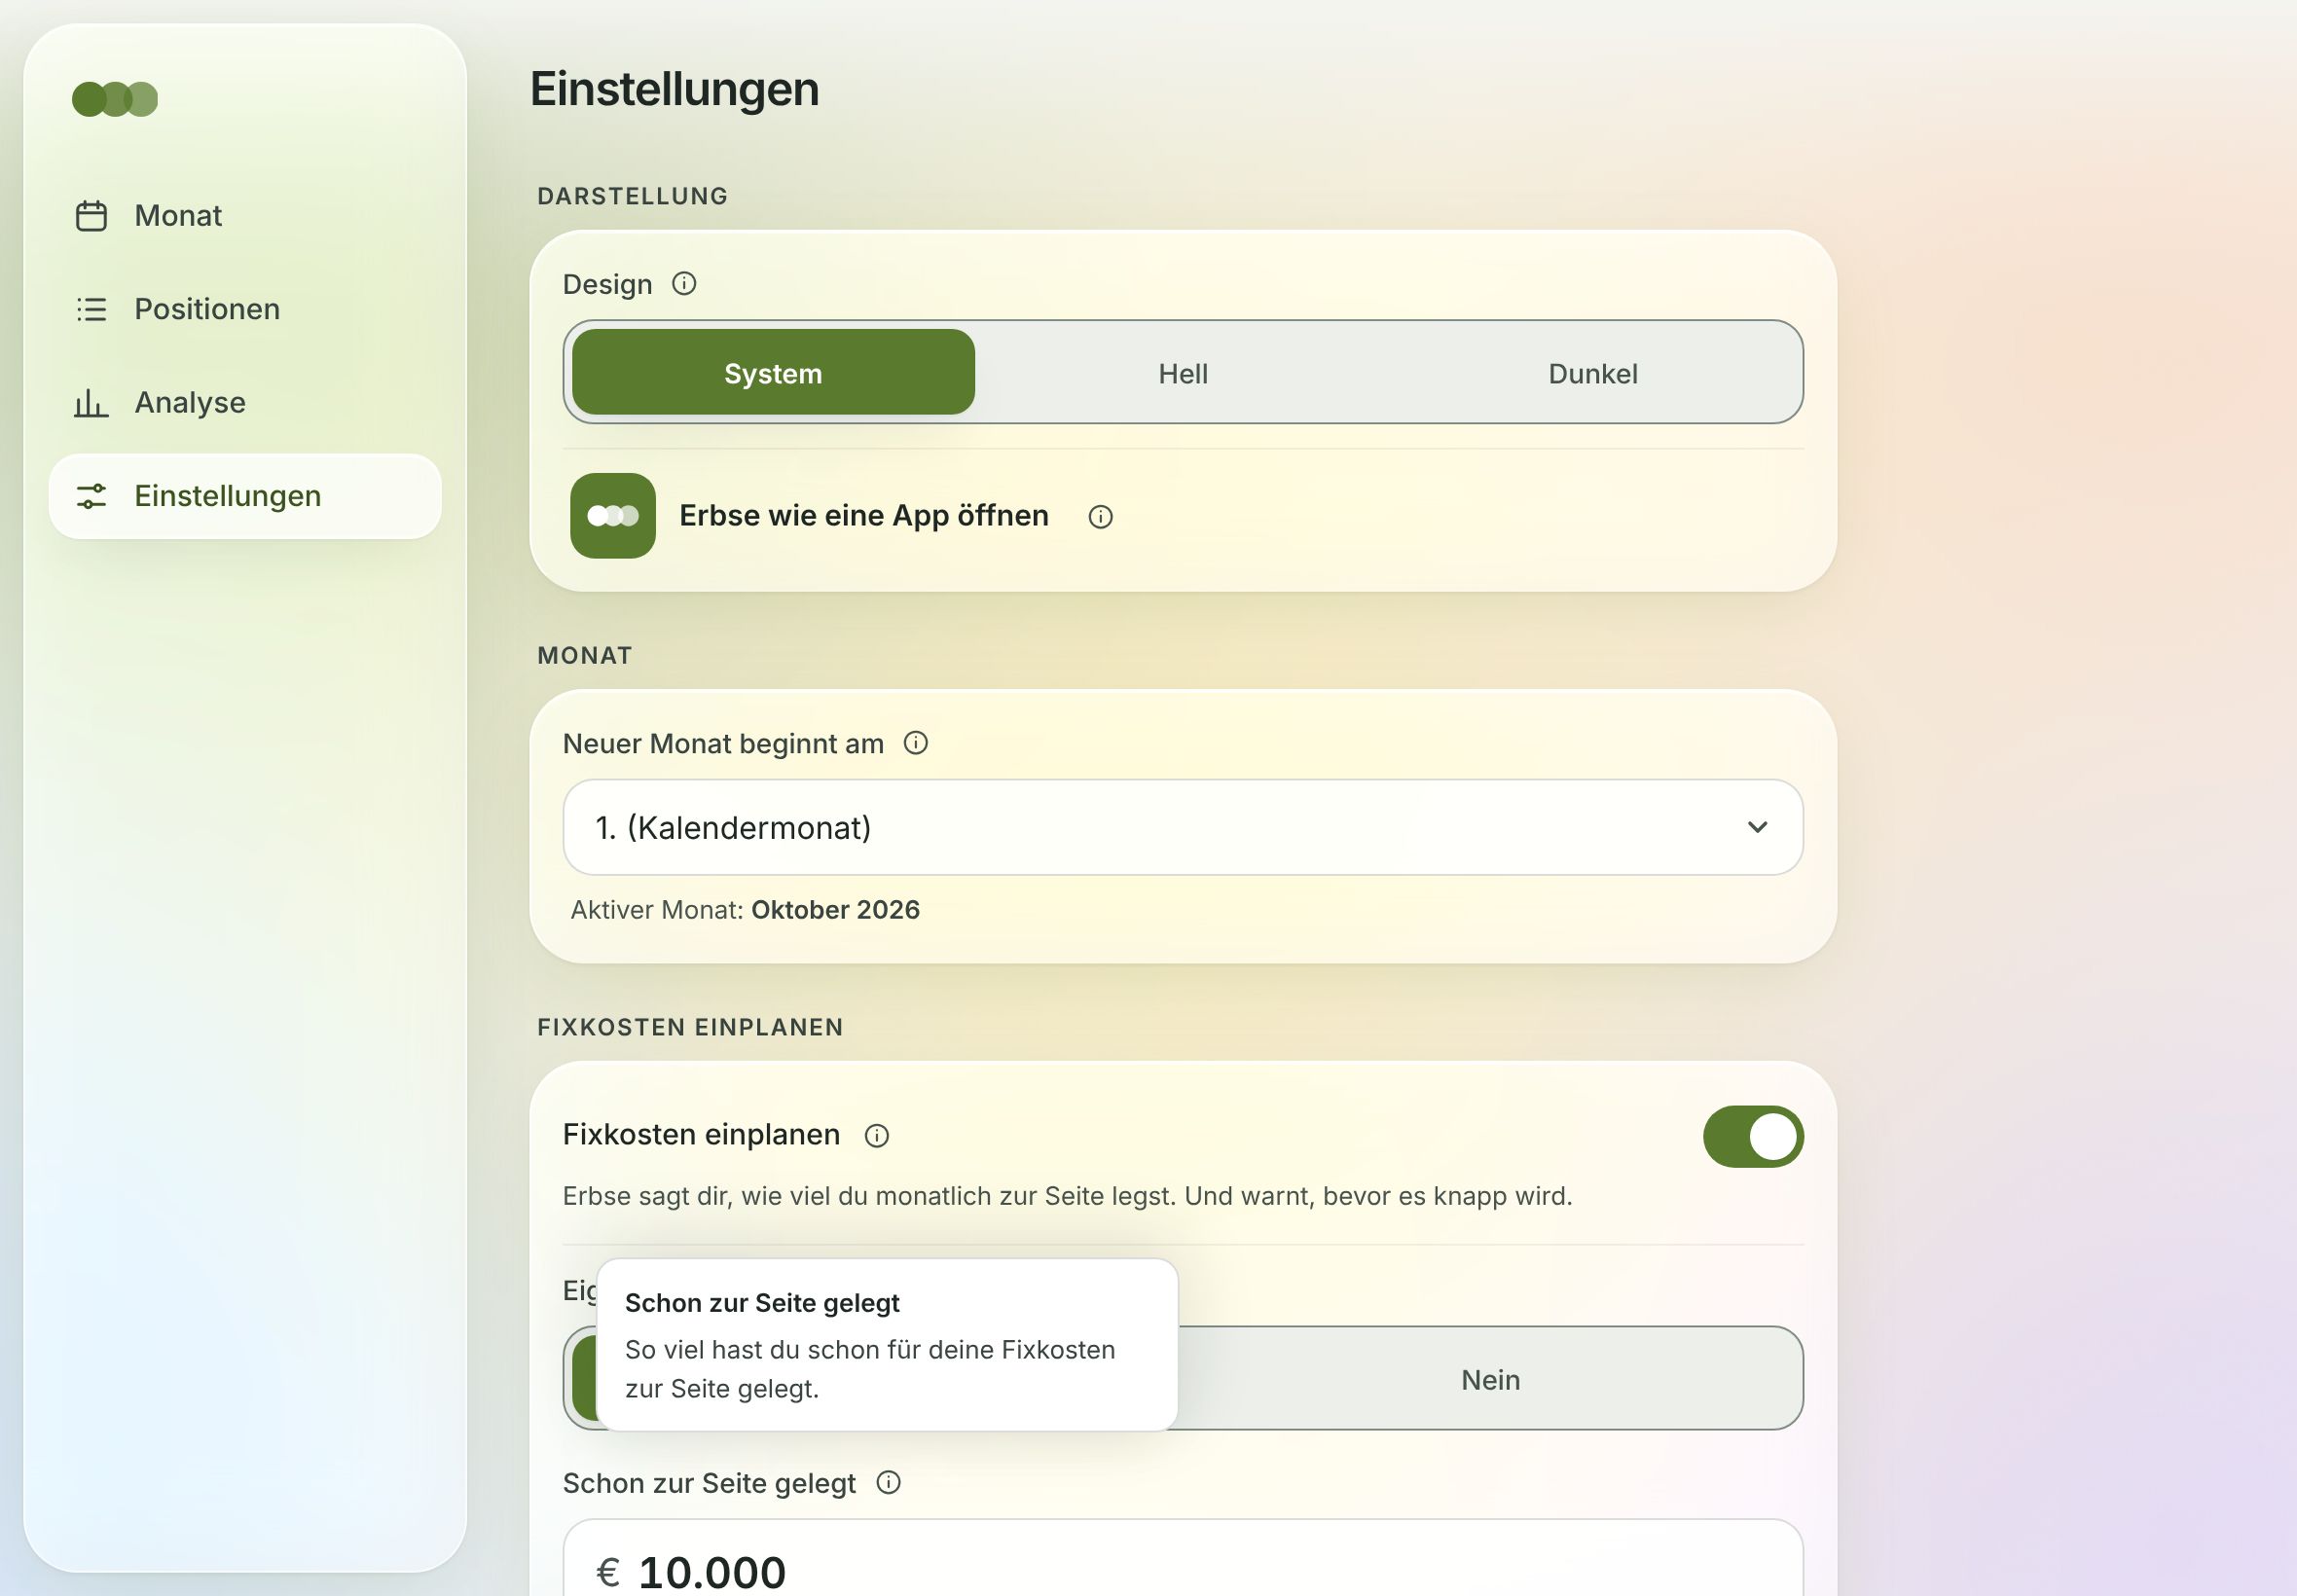 Einstellungen
Monat
Positionen
Analyse
Einstellungen
DARSTELLUNG
Design
System
Hell
Dunkel
Erbse wie eine App öffnen
MONAT
Neuer Monat beginnt am
1. (Kalendermonat)
Aktiver Monat: Oktober 2026
FIXKOSTEN EINPLANEN
Fixkosten einplanen
Erbse sagt dir, wie viel du monatlich zur Seite legst. Und warnt, bevor es knapp wird.
Schon zur Seite gelegt
So viel hast du schon für deine Fixkosten
zur Seite gelegt.
Nein
Schon zur Seite gelegt
€ 10.000